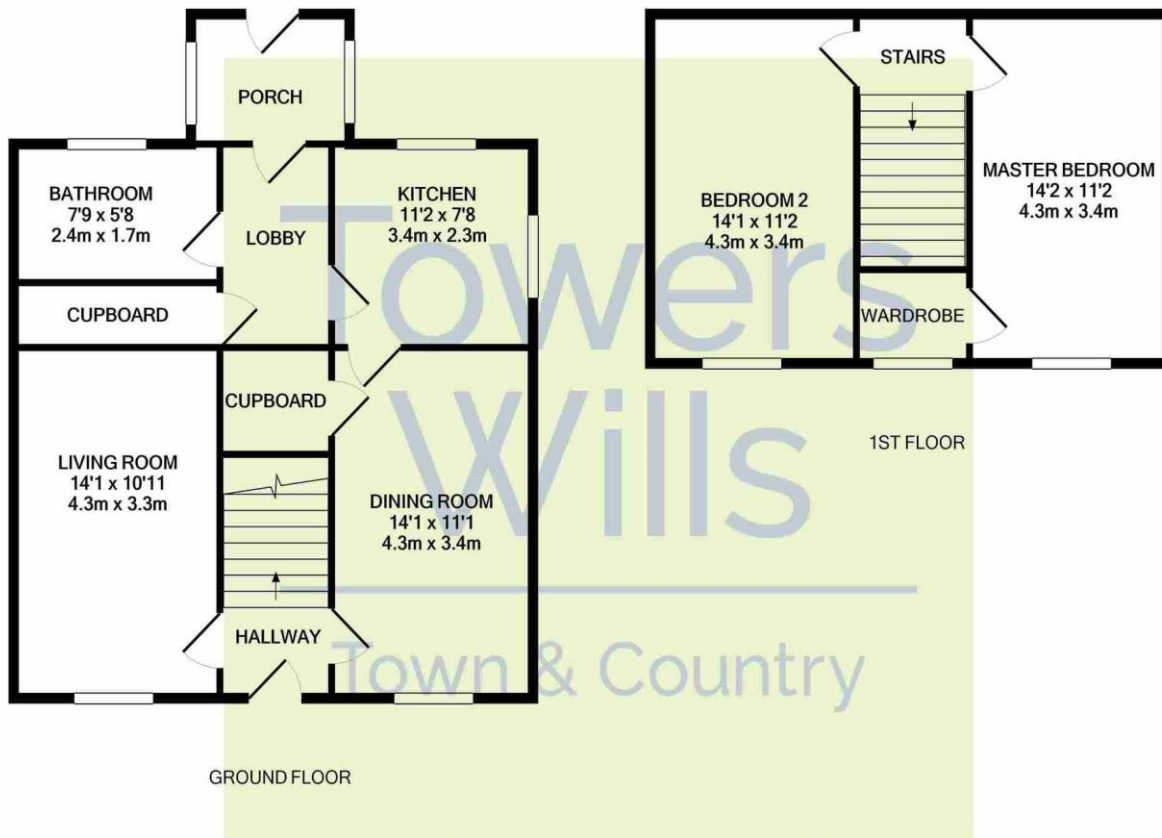 PORCH
BATHROOM
7'9 x 5'8
2.4m x 1.7m
LOBBY
KITCHEN
11'2 x 7'8
3.4m x 2.3m
CUPBOARD
CUPBOARD
LIVING ROOM
14'1 x 10'11
4.3m x 3.3m
DINING ROOM
14'1 x 11'1
4.3m x 3.4m
HALLWAY
GROUND FLOOR
STAIRS
BEDROOM 2
14'1 x 11'2
4.3m x 3.4m
MASTER BEDROOM
14'2 x 11'2
4.3m x 3.4m
WARDROBE
1ST FLOOR
Towers
Wills
Town & Country